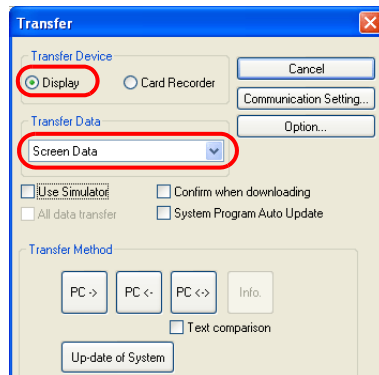 Transfer
Transfer Device
Display
Card Recorder
Cancel
Communication Setting...
Transfer Data
Option...
Screen Data
Use Simulator
Confirm when downloading
All data transfer
System Program Auto Update
Transfer Method
PC ->
PC <-
PC <->
Info.
Text comparison
Up-date of System